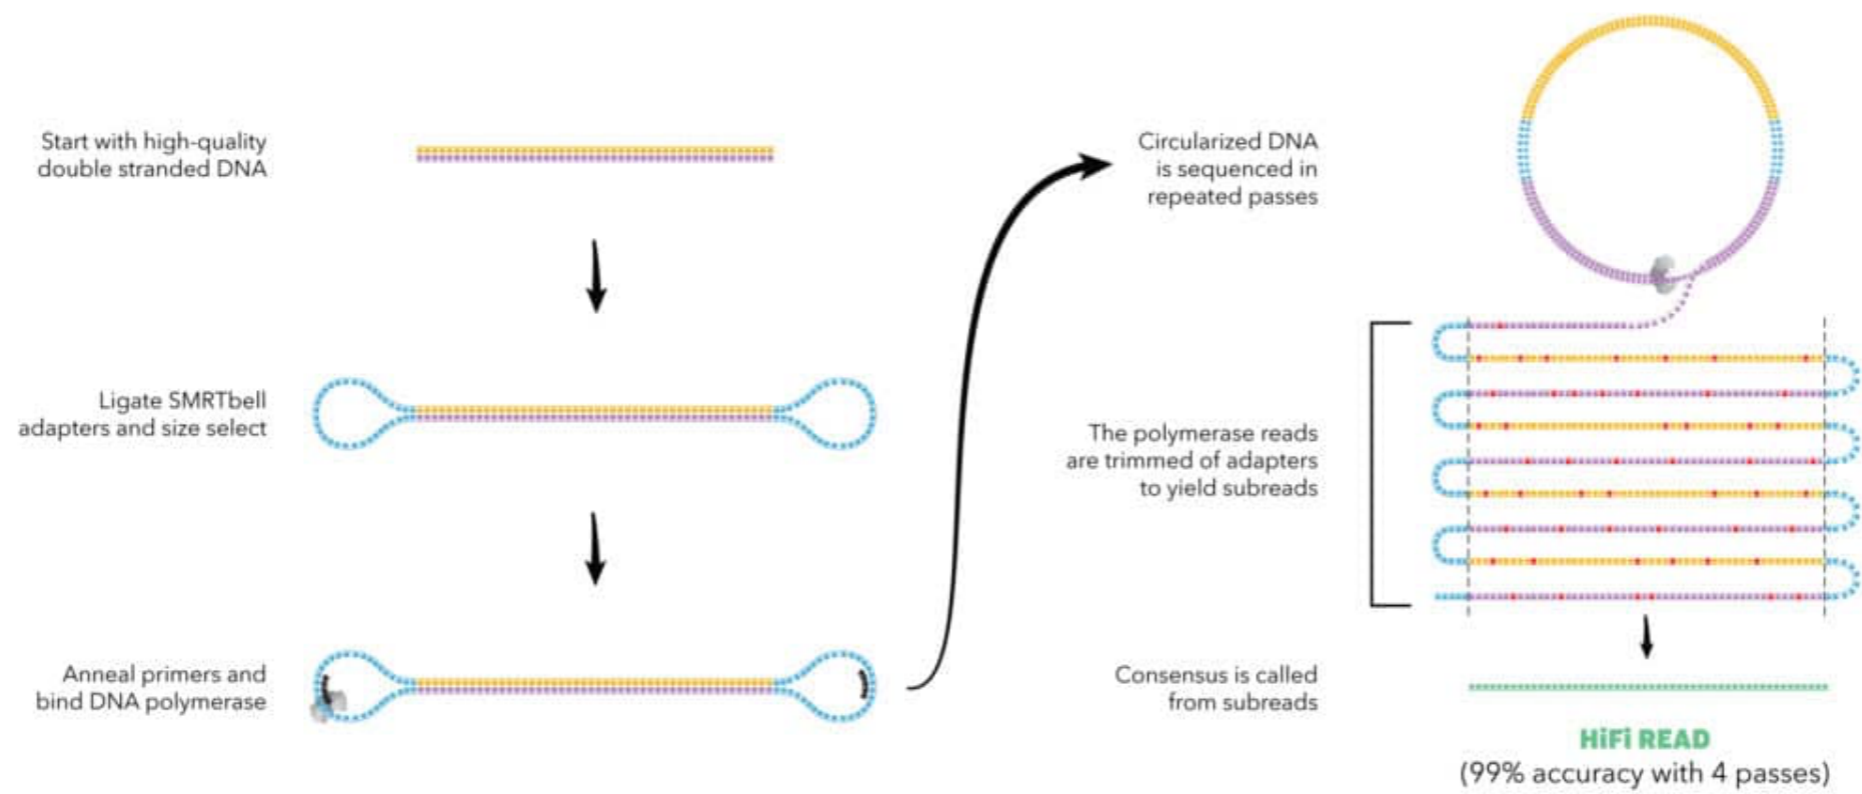 Start with high-quality
double stranded DNA
Ligate SMRTbell
adapters and size select
Anneal primers and
bind DNA polymerase
Circularized DNA
is sequenced in
repeated passes
The polymerase reads
are trimmed of adapters
to yield subreads
Consensus is called
from subreads
HiFi READ
(99% accuracy with 4 passes)